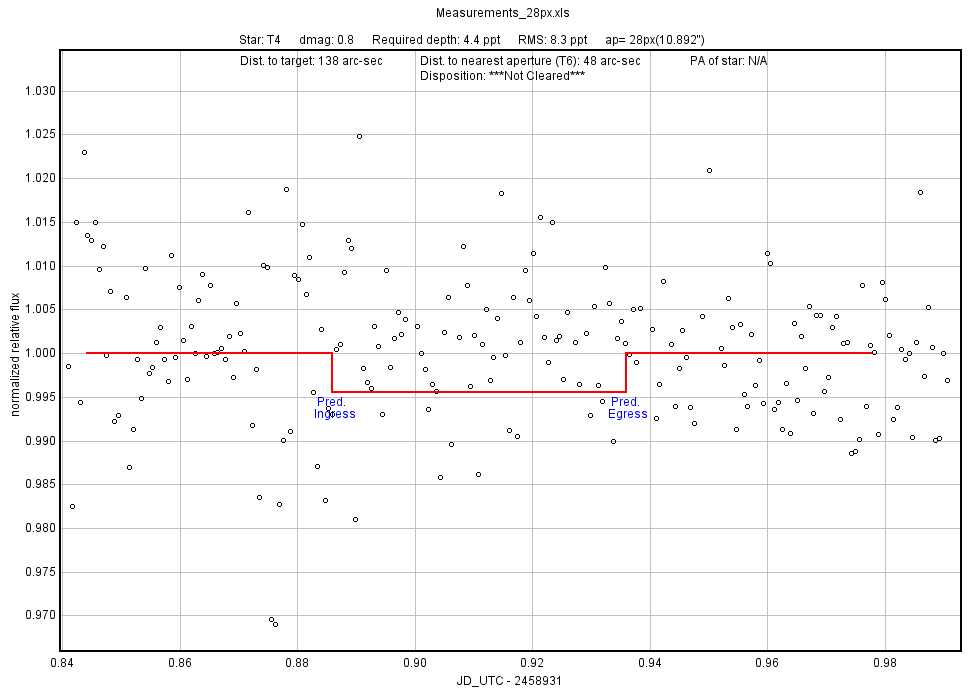 Measurements_28px.xls
Star: T4 dmag: 0.8 Required depth: 4.4 ppt RMS: 8.3 ppt ap= 28px(10.892")
Dist. to target: 138 arc-sec Dist. to nearest aperture (T6): 48 arc-sec PA of star: N/A
Disposition: ***Not Cleared***
1.030
1.025
1.020
1.015
1.010
1.005
1.000
0.995
0.990
0.985
0.980
0.975
0.970
normalized relative flux
Pred.
Ingress
Pred.
Egress
0.84 0.86 0.88 0.90 0.92 0.94 0.96 0.98
JD_UTC - 2458931